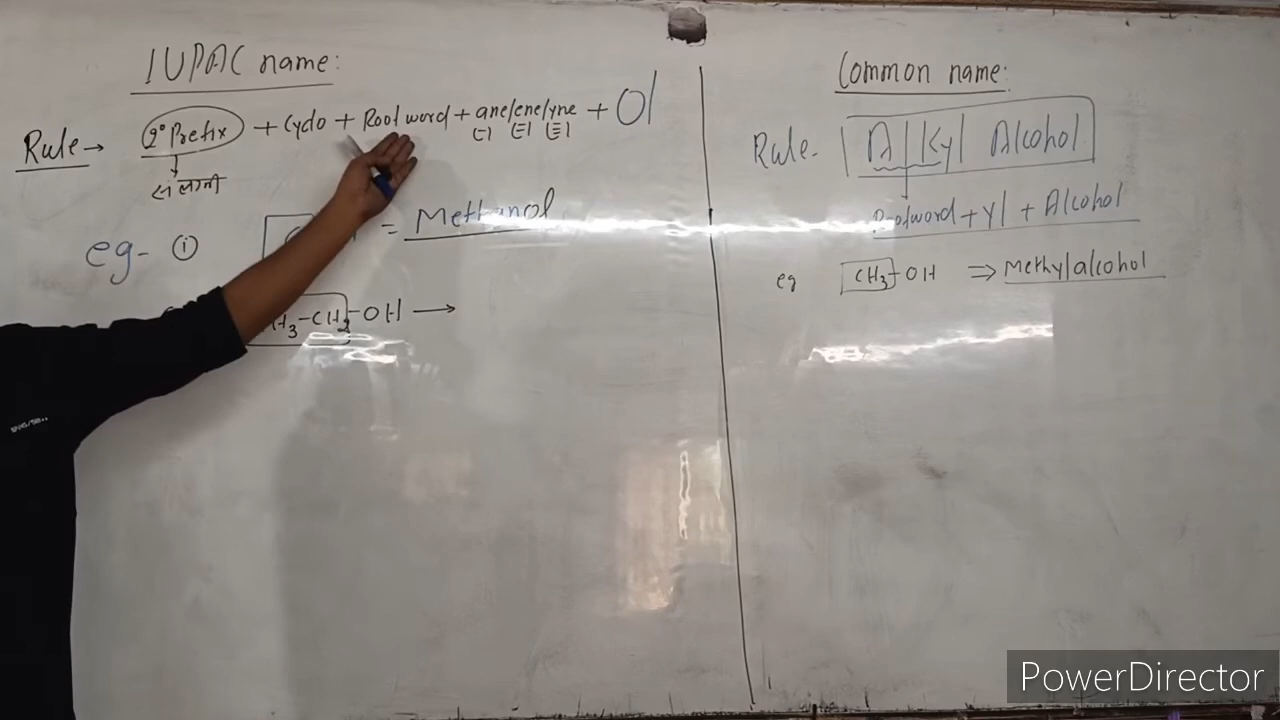 IUPAC name:
Rule → 2° Prefix + Cyclo + Root word + ane/ene/yne + Ol
(-) (=) (≡)
संलग्नी
eg- ① = Methanol
H₃-CH₂-OH →
Common name:
Rule- Alkyl Alcohol
Rootword + yl + Alcohol
eg CH₃-OH ⇒ Methylalcohol
PowerDirector